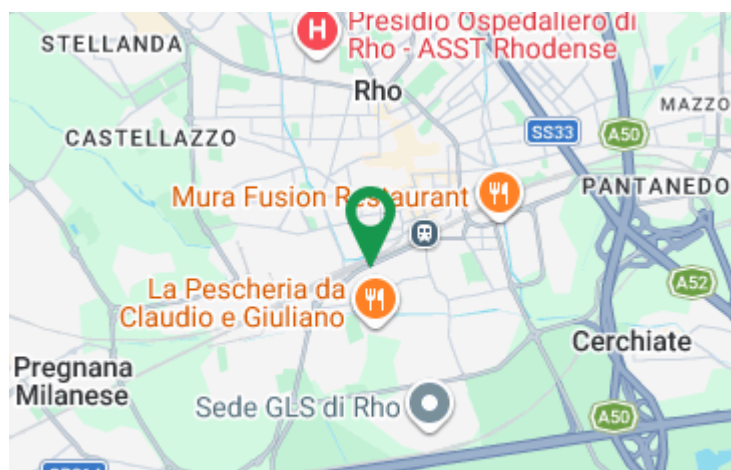 Presidio Ospedaliero di
Rho - ASST Rhodense
STELLANDA
H
Rho
MAZZO
SS33
A50
CASTELLAZZO
Mura Fusion Restaurant
PANTANEDO
A52
La Pescheria da
Claudio e Giuliano
Cerchiate
Pregnana
Milanese
Sede GLS di Rho
A50